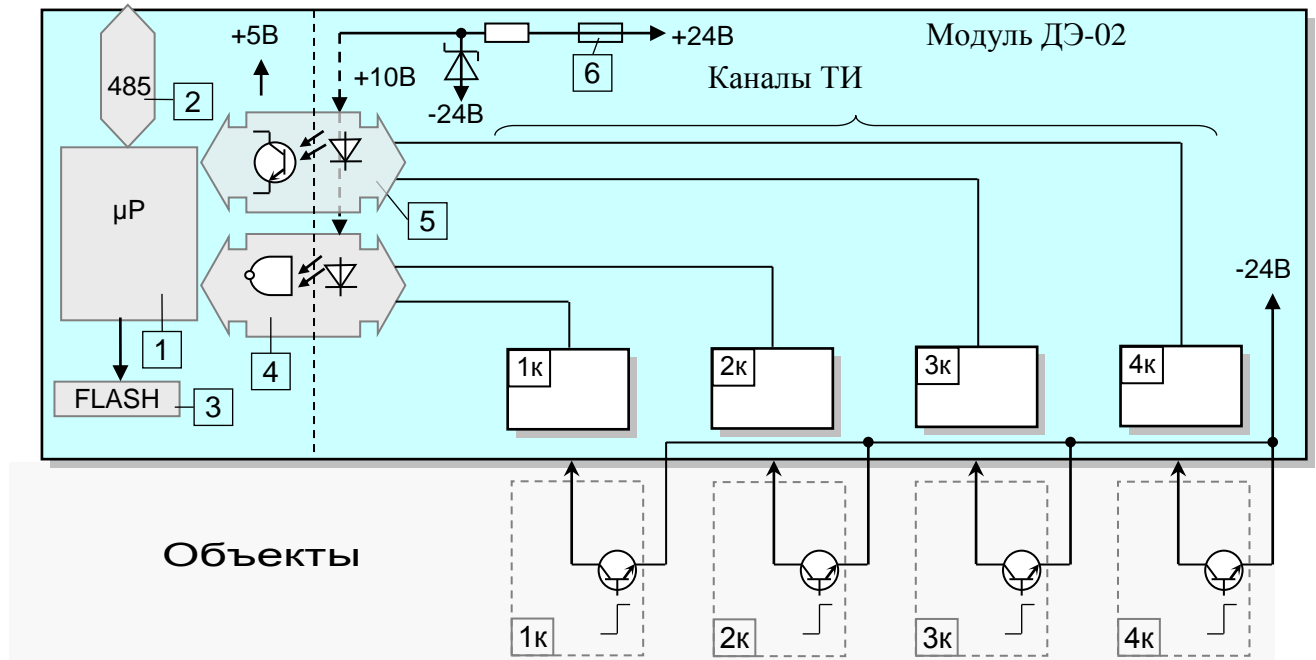 +5В
+24В
Модуль ДЭ-02
6
+10В
Каналы ТИ
485
2
-24В
µP
5
-24В
1
4
1к
2к
3к
4к
FLASH
3
Объекты
1к
2к
3к
4к